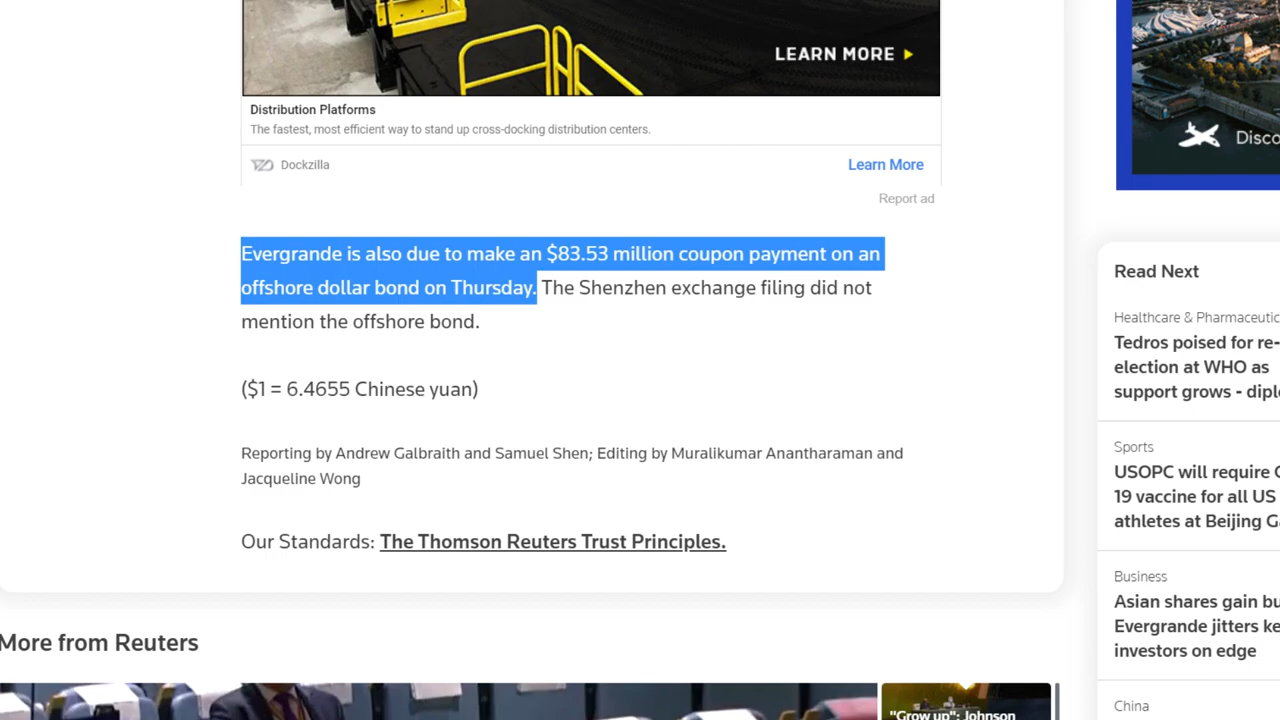 LEARN MORE
Distribution Platforms
The fastest, most efficient way to stand up cross-docking distribution centers.
Dockzilla
Learn More
Report ad
Evergrande is also due to make an $83.53 million coupon payment on an
offshore dollar bond on Thursday. The Shenzhen exchange filing did not
mention the offshore bond.
($1 = 6.4655 Chinese yuan)
Reporting by Andrew Galbraith and Samuel Shen; Editing by Muralikumar Anantharaman and
Jacqueline Wong
Our Standards: The Thomson Reuters Trust Principles.
More from Reuters
"Grow up": Johnson
Disco
Read Next
Healthcare & Pharmaceutic
Tedros poised for re-
election at WHO as
support grows - diplo
Sports
USOPC will require C
19 vaccine for all US
athletes at Beijing Ga
Business
Asian shares gain bu
Evergrande jitters ke
investors on edge
China